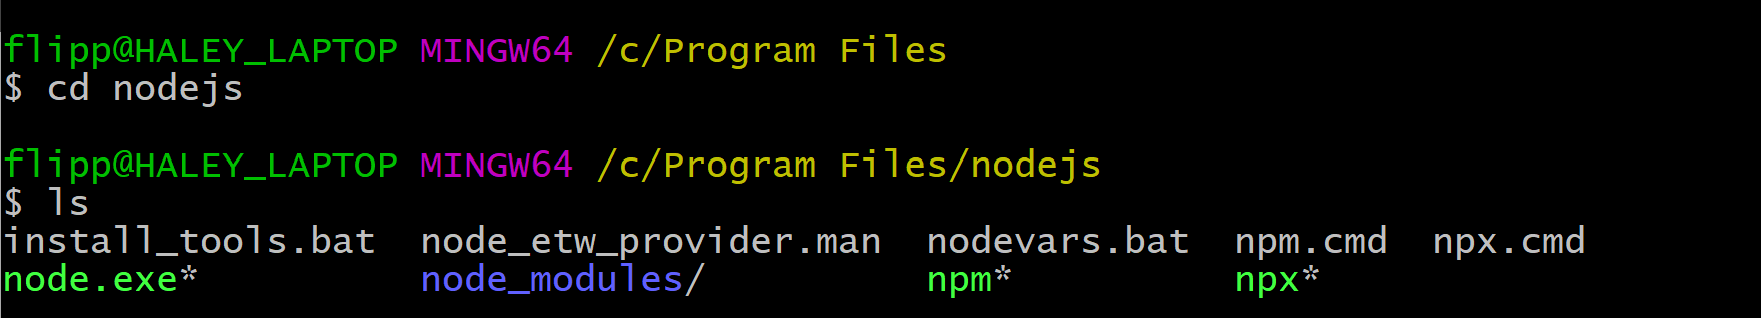 flipp@HALEY_LAPTOP MINGW64 /c/Program Files
$ cd nodejs
flipp@HALEY_LAPTOP MINGW64 /c/Program Files/nodejs
$ ls
install_tools.bat  node_etw_provider.man  nodevars.bat  npm.cmd  npx.cmd
node.exe*          node_modules/          npm*          npx*